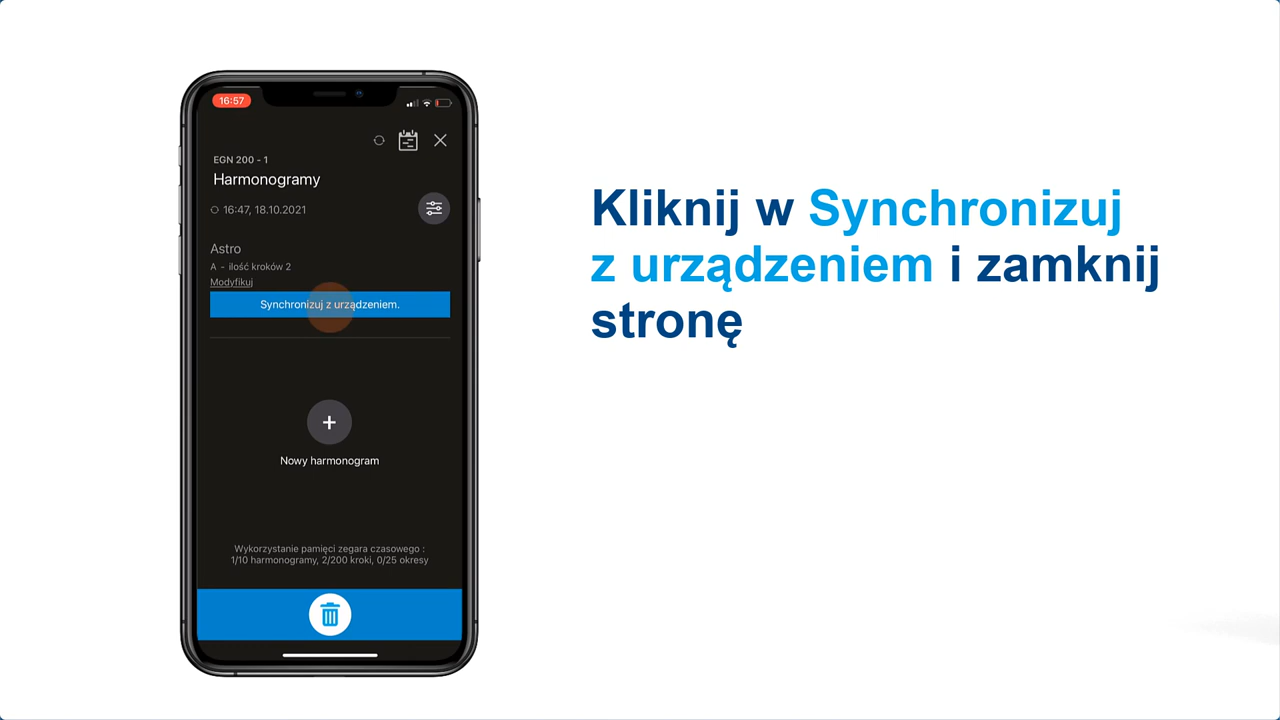 16:57
EGN 200 - 1
Harmonogramy
16:47, 18.10.2021
Astro
A - ilość kroków 2
Modyfikuj
Synchronizuj z urządzeniem.
Nowy harmonogram
Wykorzystanie pamięci zegara czasowego :
1/10 harmonogramy, 2/200 kroki, 0/25 okresy
Kliknij w Synchronizuj
z urządzeniem i zamknij
stronę